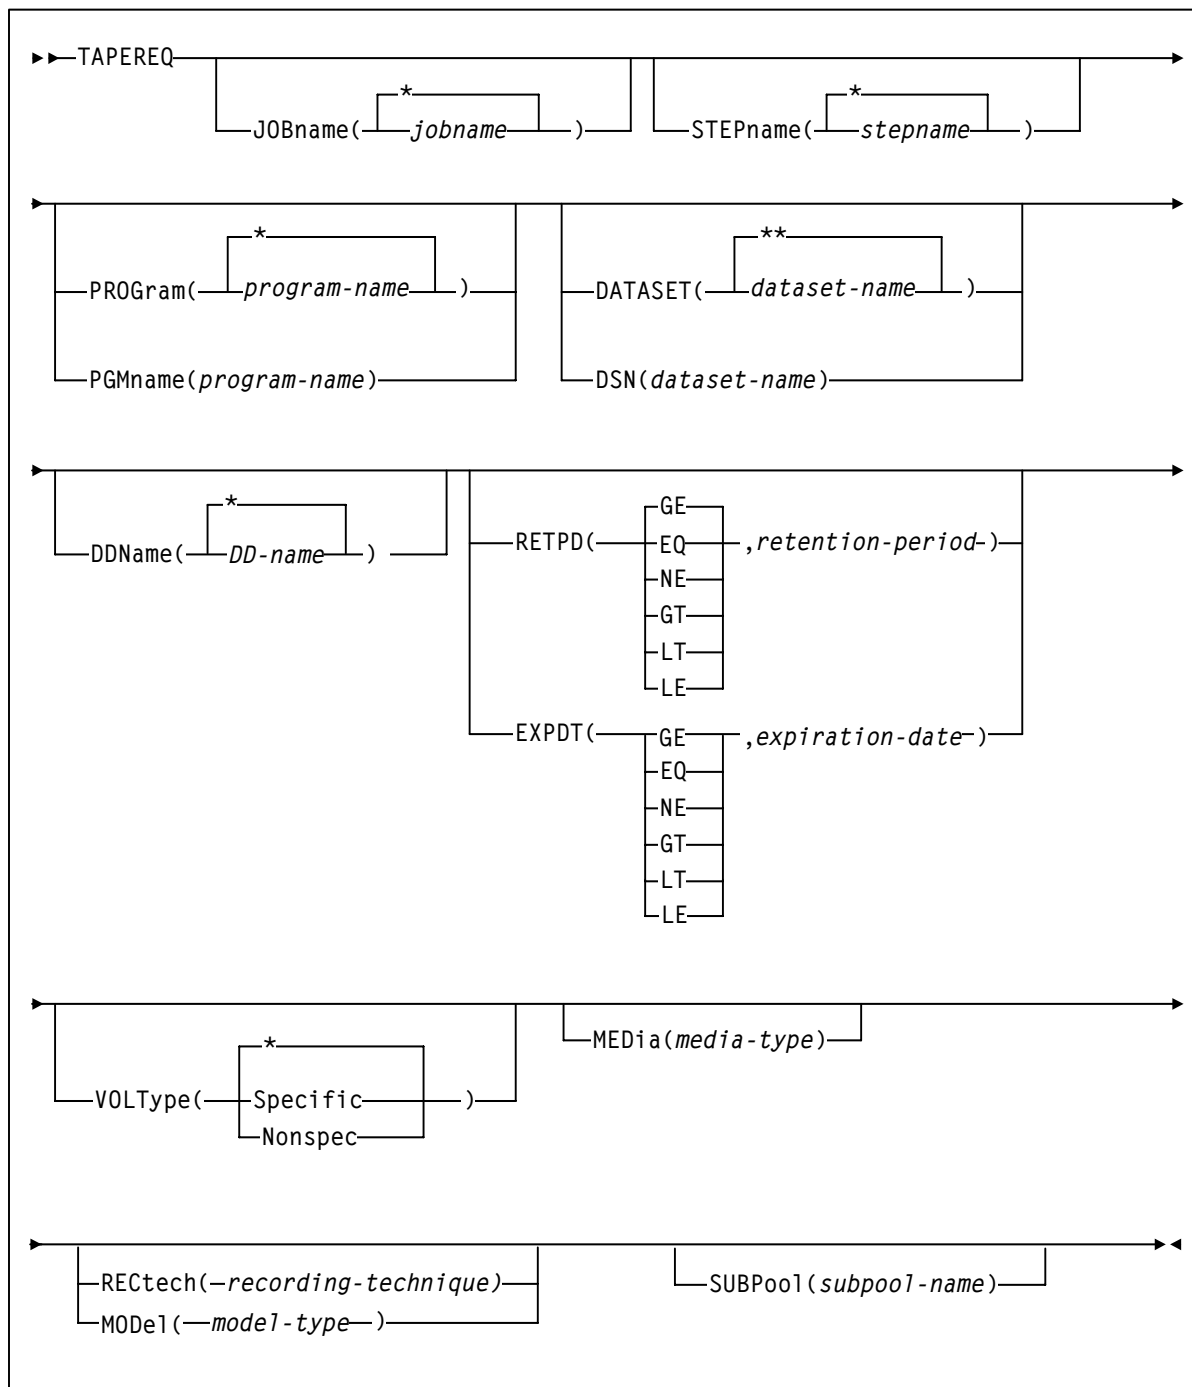 TAPEREQ
* *
JOBname( jobname ) STEPname( stepname )
* **
PROGram( program-name ) DATASET( dataset-name )
PGMname(program-name) DSN(dataset-name)
* GE
DDName( DD-name ) RETPD( EQ ,retention-period )
NE
GT
LT
LE
EXPDT( GE ,expiration-date )
EQ
NE
GT
LT
LE
* MEDia(media-type)
VOLType( Specific )
Nonspec
RECtech( recording-technique) SUBPool(subpool-name)
MODel( model-type )